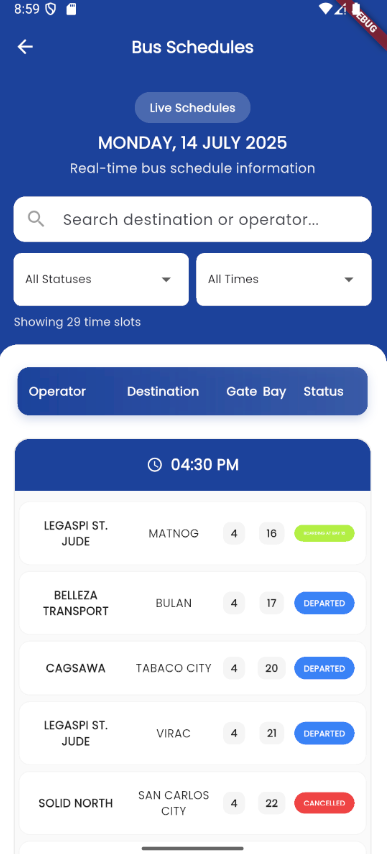 8:59
DEBUG
Bus Schedules
Live Schedules
MONDAY, 14 JULY 2025
Real-time bus schedule information
Search destination or operator...
All Statuses All Times
Showing 29 time slots
Operator Destination Gate Bay Status
04:30 PM
LEGASPI ST.
JUDE MATNOG 4 16
BELLEZA
TRANSPORT BULAN 4 17 DEPARTED
CAGSAWA TABACO CITY 4 20 DEPARTED
LEGASPI ST.
JUDE VIRAC 4 21 DEPARTED
SOLID NORTH SAN CARLOS
CITY 4 22 CANCELLED